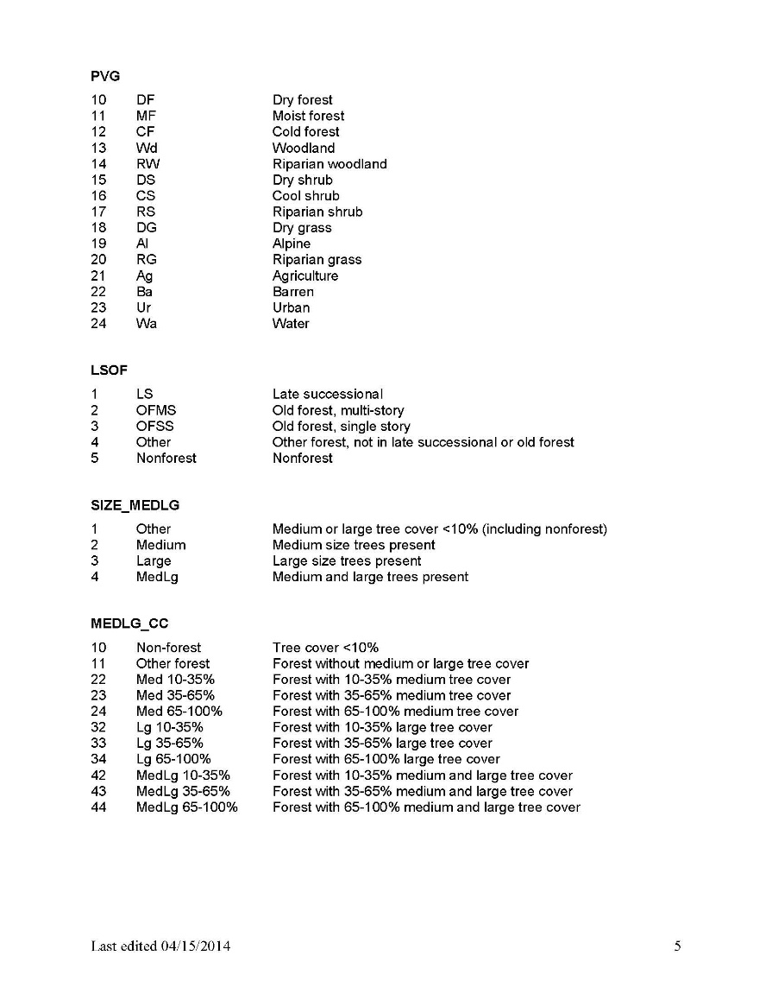 PVG
10 DF Dry forest
11 MF Moist forest
12 CF Cold forest
13 Wd Woodland
14 RW Riparian woodland
15 DS Dry shrub
16 CS Cool shrub
17 RS Riparian shrub
18 DG Dry grass
19 Al Alpine
20 RG Riparian grass
21 Ag Agriculture
22 Ba Barren
23 Ur Urban
24 Wa Water
LSOF
1 LS Late successional
2 OFMS Old forest, multi-story
3 OFSS Old forest, single story
4 Other Other forest, not in late successional or old forest
5 Nonforest Nonforest
SIZE_MEDLG
1 Other Medium or large tree cover <10% (including nonforest)
2 Medium Medium size trees present
3 Large Large size trees present
4 MedLg Medium and large trees present
MEDLG_CC
10 Non-forest Tree cover <10%
11 Other forest Forest without medium or large tree cover
22 Med 10-35% Forest with 10-35% medium tree cover
23 Med 35-65% Forest with 35-65% medium tree cover
24 Med 65-100% Forest with 65-100% medium tree cover
32 Lg 10-35% Forest with 10-35% large tree cover
33 Lg 35-65% Forest with 35-65% large tree cover
34 Lg 65-100% Forest with 65-100% large tree cover
42 MedLg 10-35% Forest with 10-35% medium and large tree cover
43 MedLg 35-65% Forest with 35-65% medium and large tree cover
44 MedLg 65-100% Forest with 65-100% medium and large tree cover
Last edited 04/15/2014 5